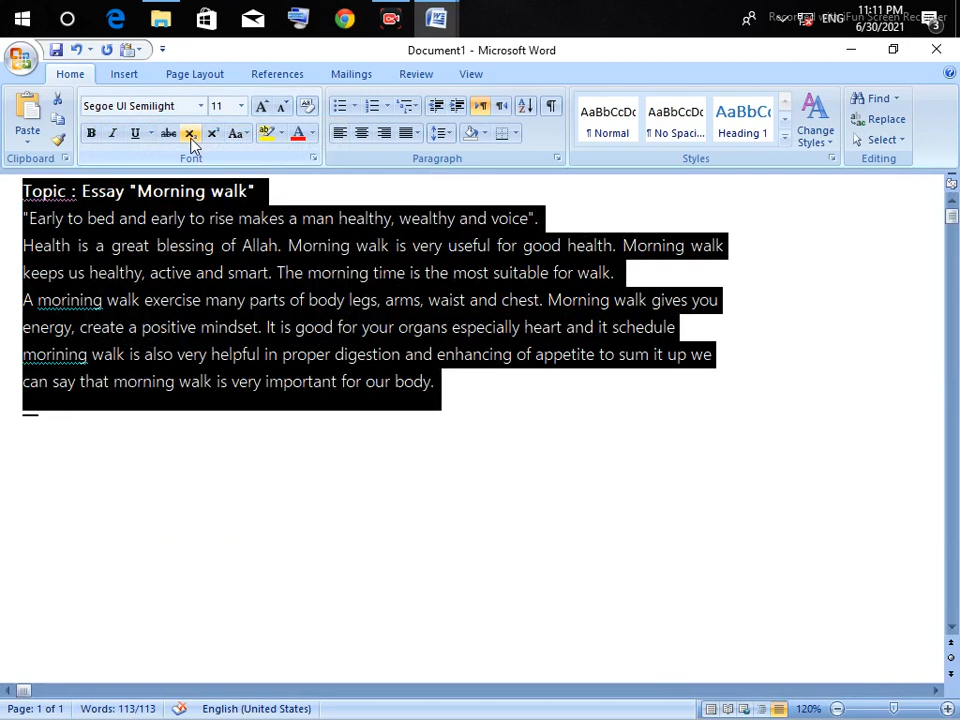 11:11 PM
ENG
6/30/2021
3
Document1 - Microsoft Word
Home Insert Page Layout References Mailings Review View
Segoe UI Semilight 11
Paste
B I U abc X₂ X² Aa
AaBbCcDc AaBbCcDc AaBbCc
¶ Normal ¶ No Spaci... Heading 1
Change Styles
Find
Replace
Select
Clipboard Font Paragraph Styles Editing
Topic : Essay "Morning walk"
"Early to bed and early to rise makes a man healthy, wealthy and voice".
Health is a great blessing of Allah. Morning walk is very useful for good health. Morning walk
keeps us healthy, active and smart. The morning time is the most suitable for walk.
A morining walk exercise many parts of body legs, arms, waist and chest. Morning walk gives you
energy, create a positive mindset. It is good for your organs especially heart and it schedule
morining walk is also very helpful in proper digestion and enhancing of appetite to sum it up we
can say that morning walk is very important for our body.
Page: 1 of 1 Words: 113/113 English (United States) 120%